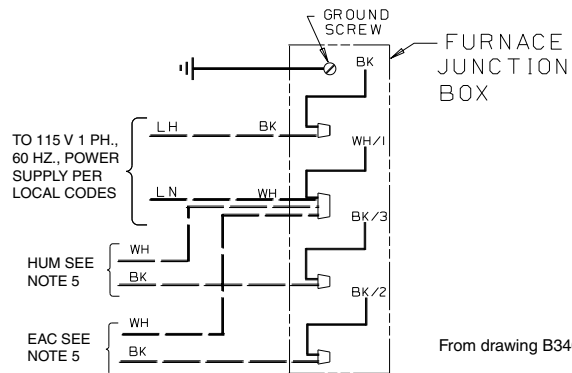 GROUND
SCREW
FURNACE
JUNCTION
BOX
BK
LH
BK
TO 115 V 1 PH.,
60 HZ., POWER
SUPPLY PER
LOCAL CODES
WH/1
LN
WH
BK/3
WH
HUM SEE
NOTE 5
BK
BK/2
WH
EAC SEE
NOTE 5
BK
From drawing B34